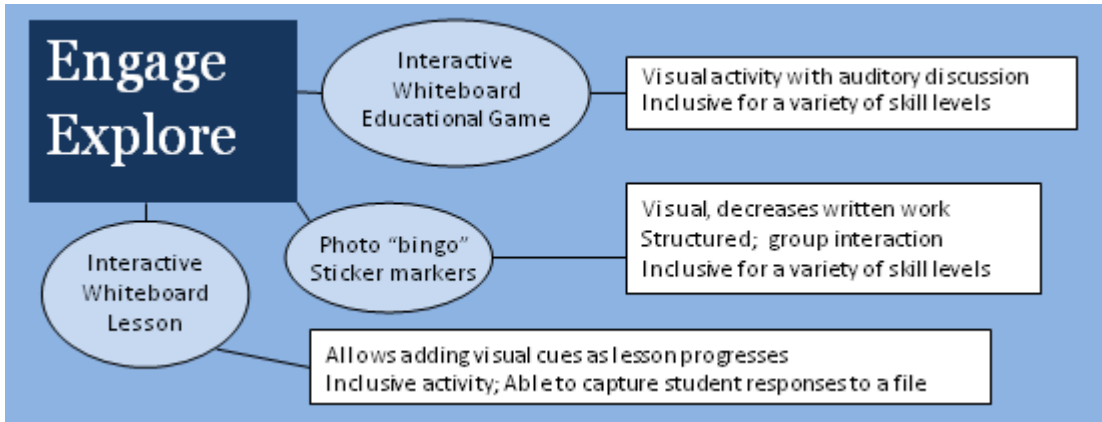 Engage
Explore
Interactive
Whiteboard
Educational Game
Visual activity with auditory discussion
Inclusive for a variety of skill levels
Photo “bingo”
Sticker markers
Visual, decreases written work
Structured; group interaction
Inclusive for a variety of skill levels
Interactive
Whiteboard
Lesson
Allows adding visual cues as lesson progresses
Inclusive activity; Able to capture student responses to a file